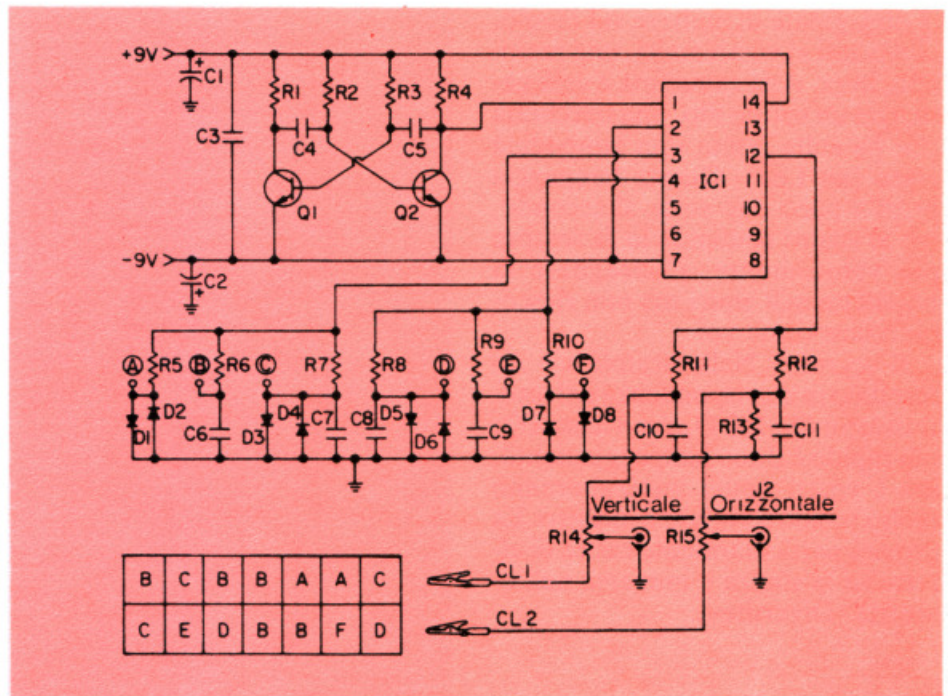 +9V
C1
C3
R1
R2
R3
R4
C4
C5
Q1
Q2
-9V
C2
1 14
2 13
3 12
4 IC1 11
5 10
6 9
7 8
A
R5
B
R6
C
R7
R8
D
R9
E
R10
F
R11
R12
D1
D2
C6
D3
D4
C7
C8
D5
D6
C9
D7
D8
C10
R13
C11
J1
Verticale
J2
Orizzontale
R14
R15
B C B B A A C
C E D B B F D
CL1
CL2